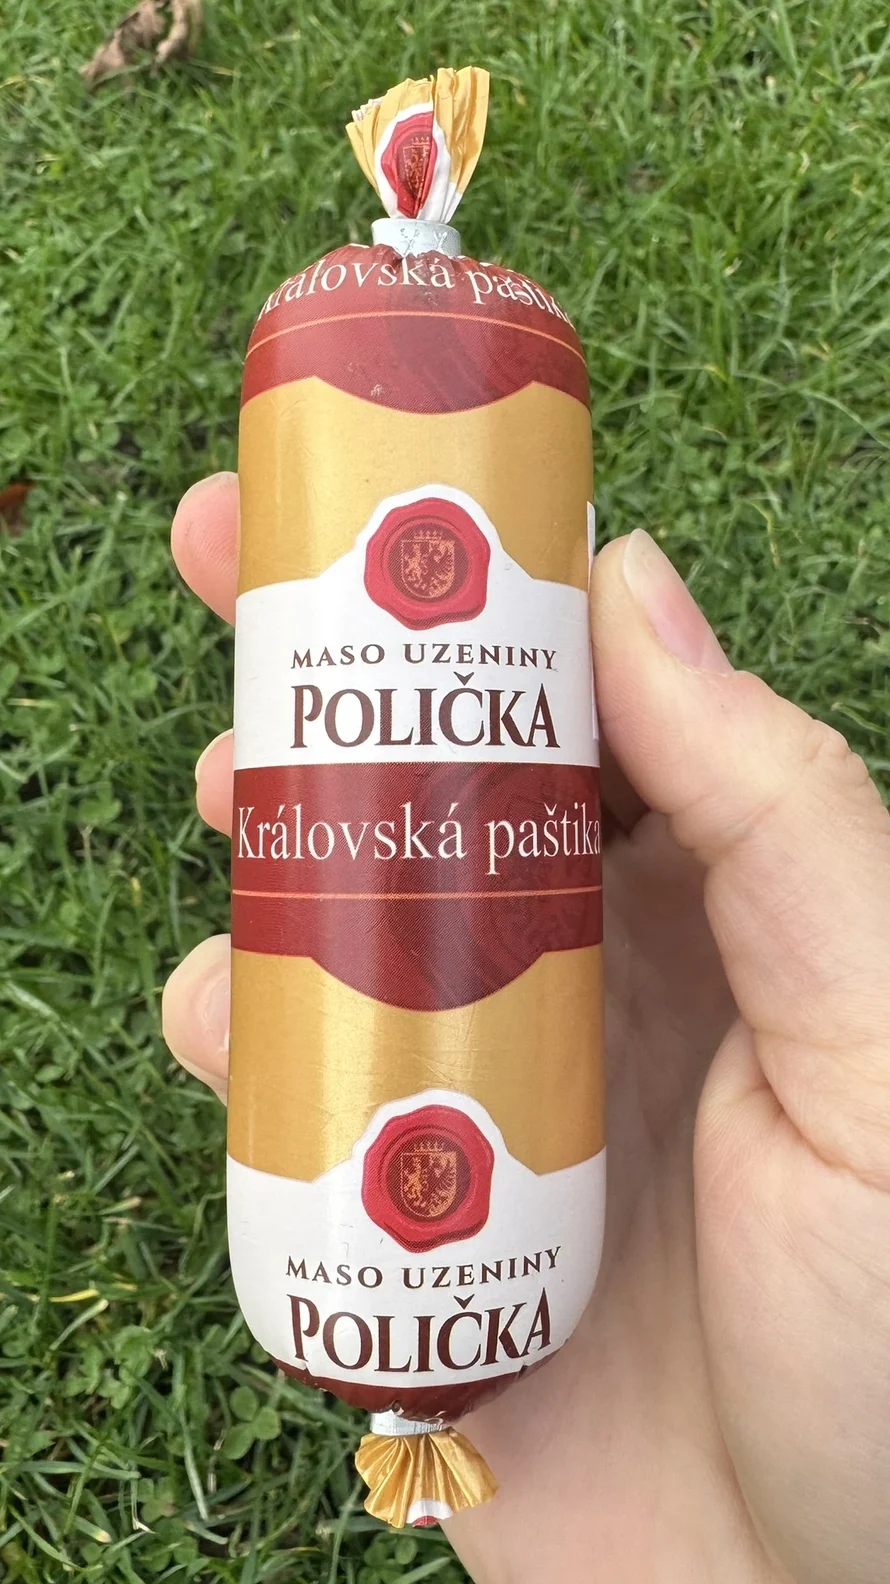 Královská paštika
MASO UZENINY
POLIČKA
Královská paštika
MASO UZENINY
POLIČKA